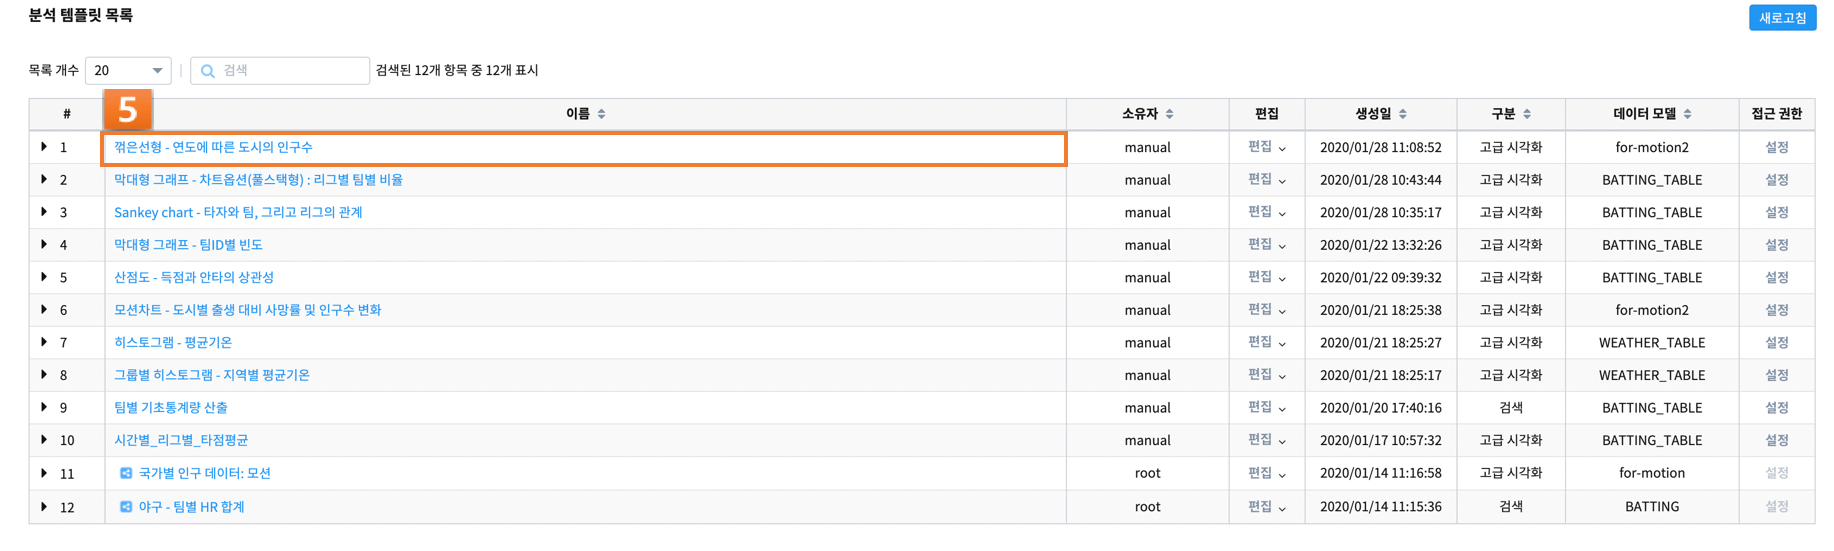 분석 템플릿 목록
새로고침
목록 개수 20 검색 검색된 12개 항목 중 12개 표시
5
# 이름 소유자 편집 생성일 구분 데이터 모델 접근 권한
1 꺾은선형 - 연도에 따른 도시의 인구수 manual 편집 2020/01/28 11:08:52 고급 시각화 for-motion2 설정
2 막대형 그래프 - 차트옵션(풀스택형) : 리그별 팀별 비율 manual 편집 2020/01/28 10:43:44 고급 시각화 BATTING_TABLE 설정
3 Sankey chart - 타자와 팀, 그리고 리그의 관계 manual 편집 2020/01/28 10:35:17 고급 시각화 BATTING_TABLE 설정
4 막대형 그래프 - 팀ID별 빈도 manual 편집 2020/01/22 13:32:26 고급 시각화 BATTING_TABLE 설정
5 산점도 - 득점과 안타의 상관성 manual 편집 2020/01/22 09:39:32 고급 시각화 BATTING_TABLE 설정
6 모션차트 - 도시별 출생 대비 사망률 및 인구수 변화 manual 편집 2020/01/21 18:25:38 고급 시각화 for-motion2 설정
7 히스토그램 - 평균기온 manual 편집 2020/01/21 18:25:27 고급 시각화 WEATHER_TABLE 설정
8 그룹별 히스토그램 - 지역별 평균기온 manual 편집 2020/01/21 18:25:17 고급 시각화 WEATHER_TABLE 설정
9 팀별 기초통계량 산출 manual 편집 2020/01/20 17:40:16 검색 BATTING_TABLE 설정
10 시간별_리그별_타점평균 manual 편집 2020/01/17 10:57:32 고급 시각화 BATTING_TABLE 설정
11 국가별 인구 데이터: 모션 root 편집 2020/01/14 11:16:58 고급 시각화 for-motion 설정
12 야구 - 팀별 HR 합계 root 편집 2020/01/14 11:15:36 검색 BATTING 설정